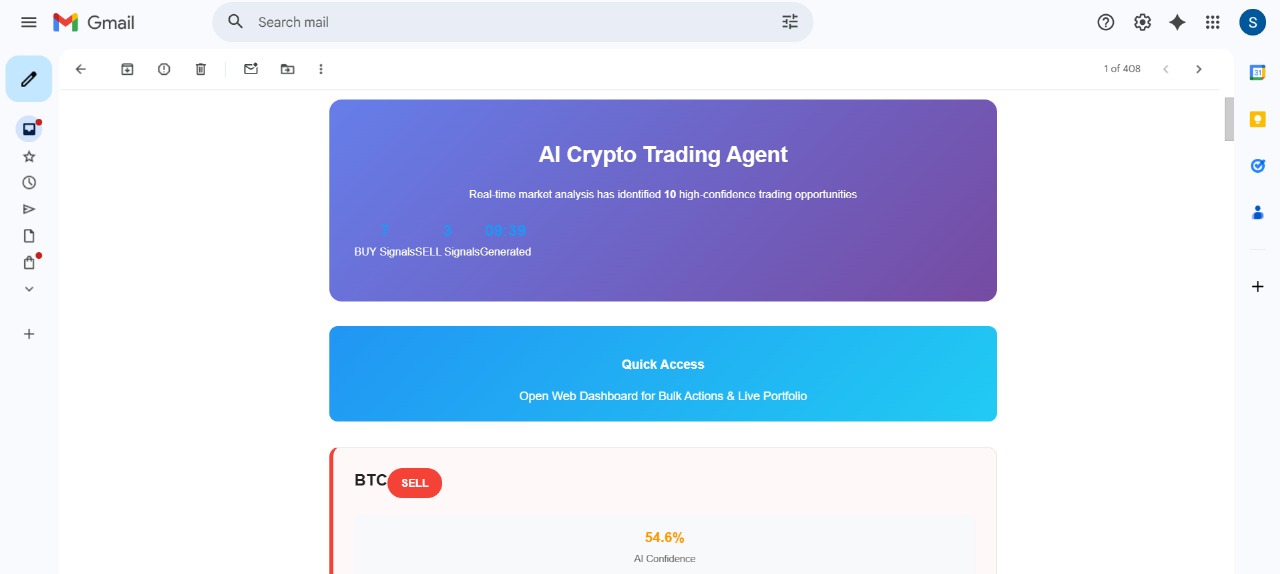 Gmail
Search mail
S
1 of 408
31
AI Crypto Trading Agent
Real-time market analysis has identified 10 high-confidence trading opportunities
7 3 09:39
BUY SignalsSELL SignalsGenerated
Quick Access
Open Web Dashboard for Bulk Actions & Live Portfolio
BTC SELL
54.6%
AI Confidence